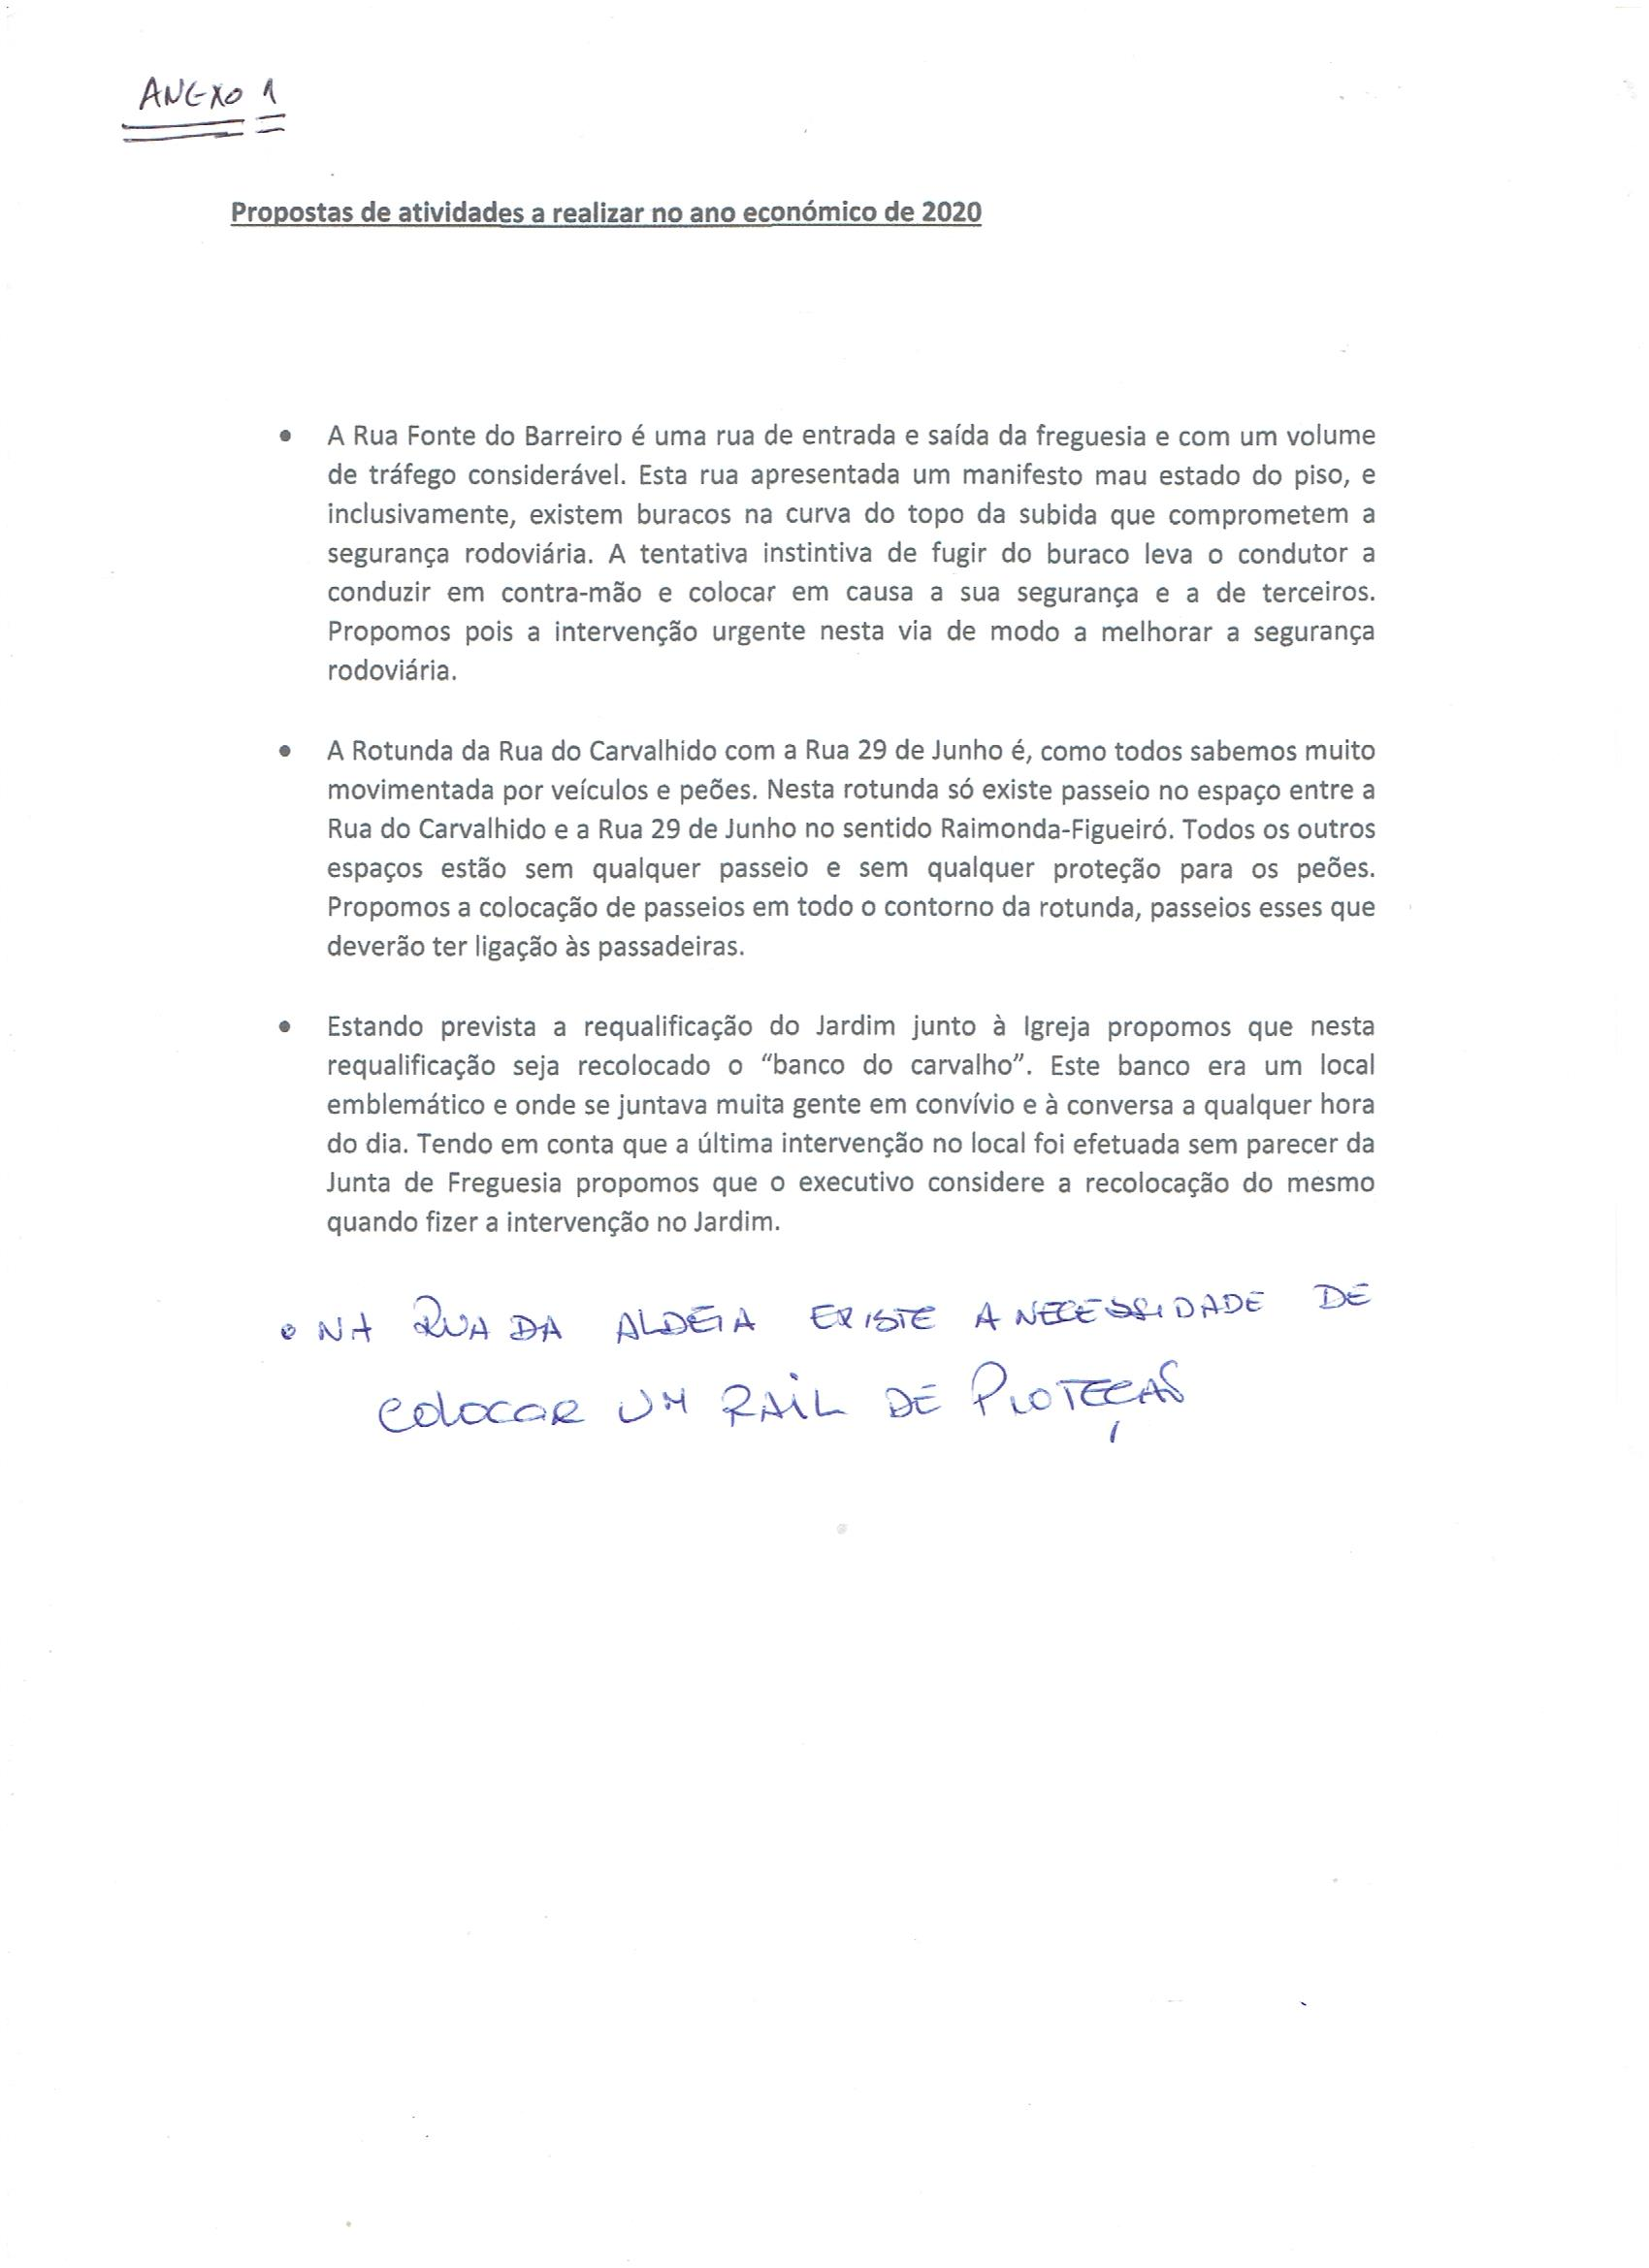 ANEXO 1
Propostas de atividades a realizar no ano económico de 2020
• A Rua Fonte do Barreiro é uma rua de entrada e saída da freguesia e com um volume
de tráfego considerável. Esta rua apresentada um manifesto mau estado do piso, e
inclusivamente, existem buracos na curva do topo da subida que comprometem a
segurança rodoviária. A tentativa instintiva de fugir do buraco leva o condutor a
conduzir em contra-mão e colocar em causa a sua segurança e a de terceiros.
Propomos pois a intervenção urgente nesta via de modo a melhorar a segurança
rodoviária.
• A Rotunda da Rua do Carvalhido com a Rua 29 de Junho é, como todos sabemos muito
movimentada por veículos e peões. Nesta rotunda só existe passeio no espaço entre a
Rua do Carvalhido e a Rua 29 de Junho no sentido Raimonda-Figueiró. Todos os outros
espaços estão sem qualquer passeio e sem qualquer proteção para os peões.
Propomos a colocação de passeios em todo o contorno da rotunda, passeios esses que
deverão ter ligação às passadeiras.
• Estando prevista a requalificação do Jardim junto à Igreja propomos que nesta
requalificação seja recolocado o “banco do carvalho”. Este banco era um local
emblemático e onde se juntava muita gente em convívio e à conversa a qualquer hora
do dia. Tendo em conta que a última intervenção no local foi efetuada sem parecer da
Junta de Freguesia propomos que o executivo considere a recolocação do mesmo
quando fizer a intervenção no Jardim.
• NA RUA DA ALDEIA EXISTE A NECESSIDADE DE
COLOCAR UM RAIL DE PROTEÇÃO